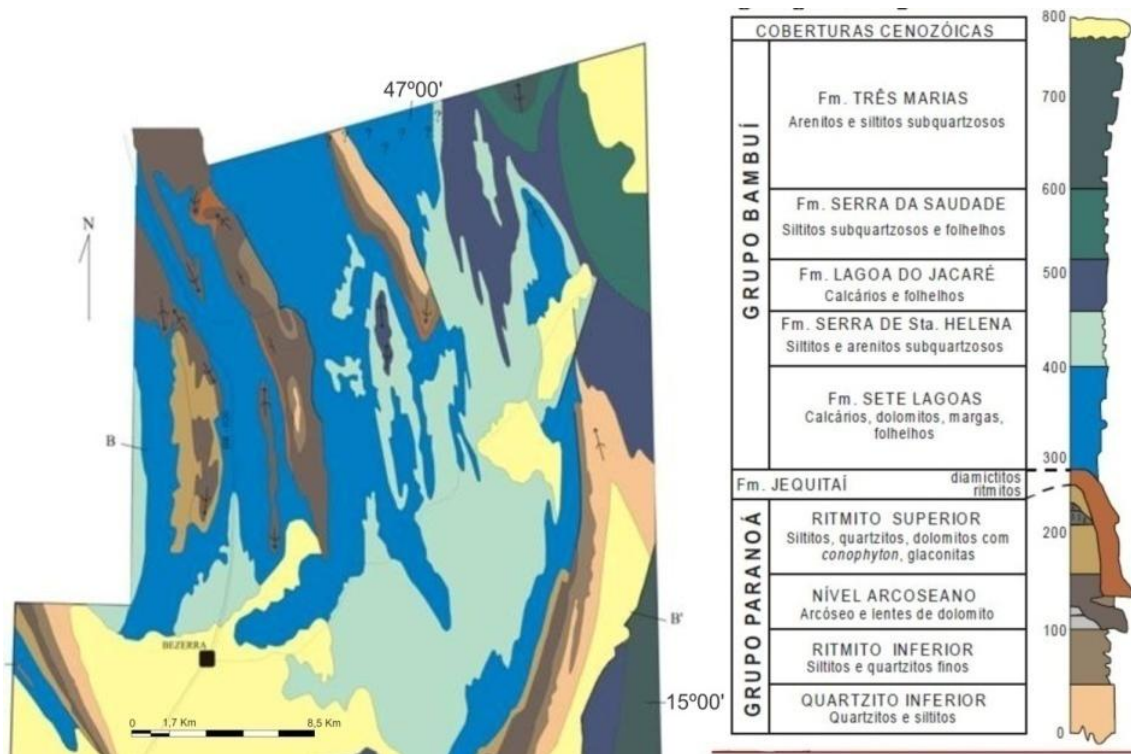 47º00'
N
B
B'
BEZERRA
15º00'
0 1,7 Km 8,5 Km
COBERTURAS CENOZÓICAS
GRUPO BAMBUÍ
Fm. TRÊS MARIAS
Arenitos e siltitos subquartzosos
Fm. SERRA DA SAUDADE
Siltitos subquartzosos e folhelhos
Fm. LAGOA DO JACARÉ
Calcários e folhelhos
Fm. SERRA DE Sta. HELENA
Siltitos e arenitos subquartzosos
Fm. SETE LAGOAS
Calcários, dolomitos, margas,
folhelhos
Fm. JEQUITAÍ
diamictitos
ritmitos
GRUPO PARANOÁ
RITMITO SUPERIOR
Siltitos, quartzitos, dolomitos com
conophyton, glaconitas
NÍVEL ARCOSEANO
Arcóseo e lentes de dolomito
RITMITO INFERIOR
Siltitos e quartzitos finos
QUARTZITO INFERIOR
Quartzitos e siltitos
800
700
600
500
400
300
200
100
0